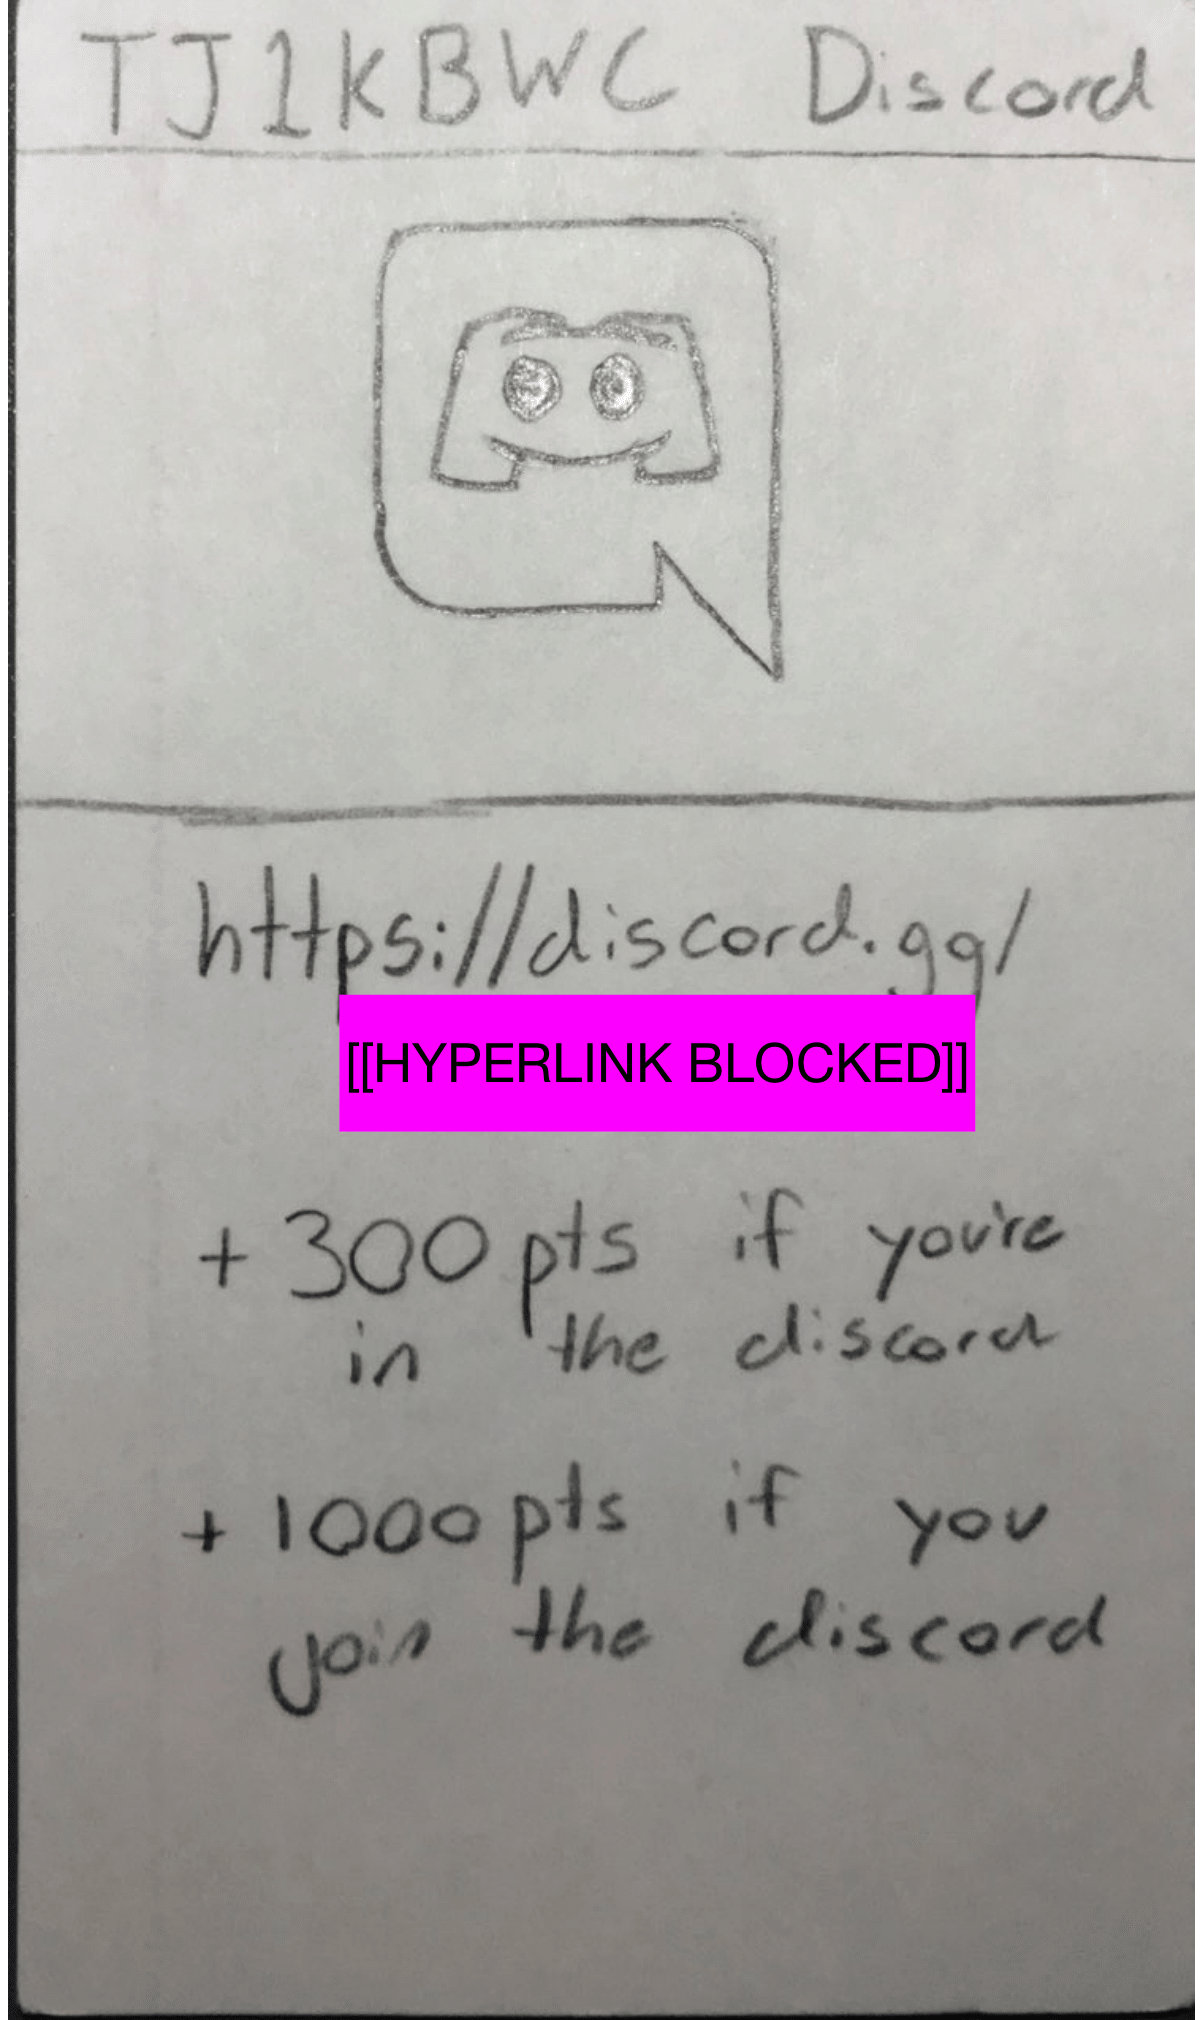 TJ1KBWC Discord
https://discord.gg/
[[HYPERLINK BLOCKED]]
+ 300 pts if you're
in the discord
+ 1000 pts if you
join the discord